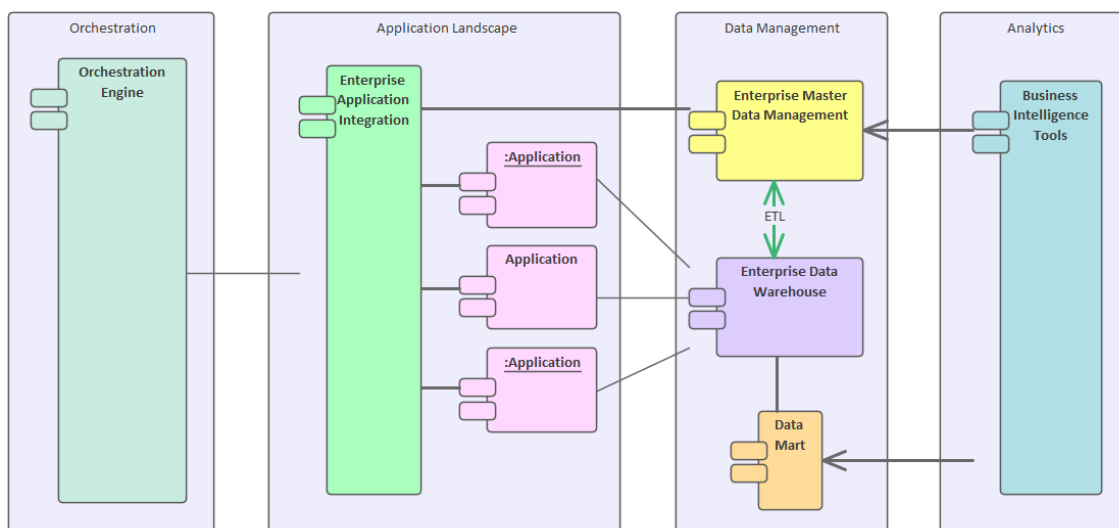 Orchestration
Orchestration
Engine
Application Landscape
Enterprise
Application
Integration
:Application
Application
:Application
Data Management
Enterprise Master
Data Management
ETL
Enterprise Data
Warehouse
Data
Mart
Analytics
Business
Intelligence
Tools